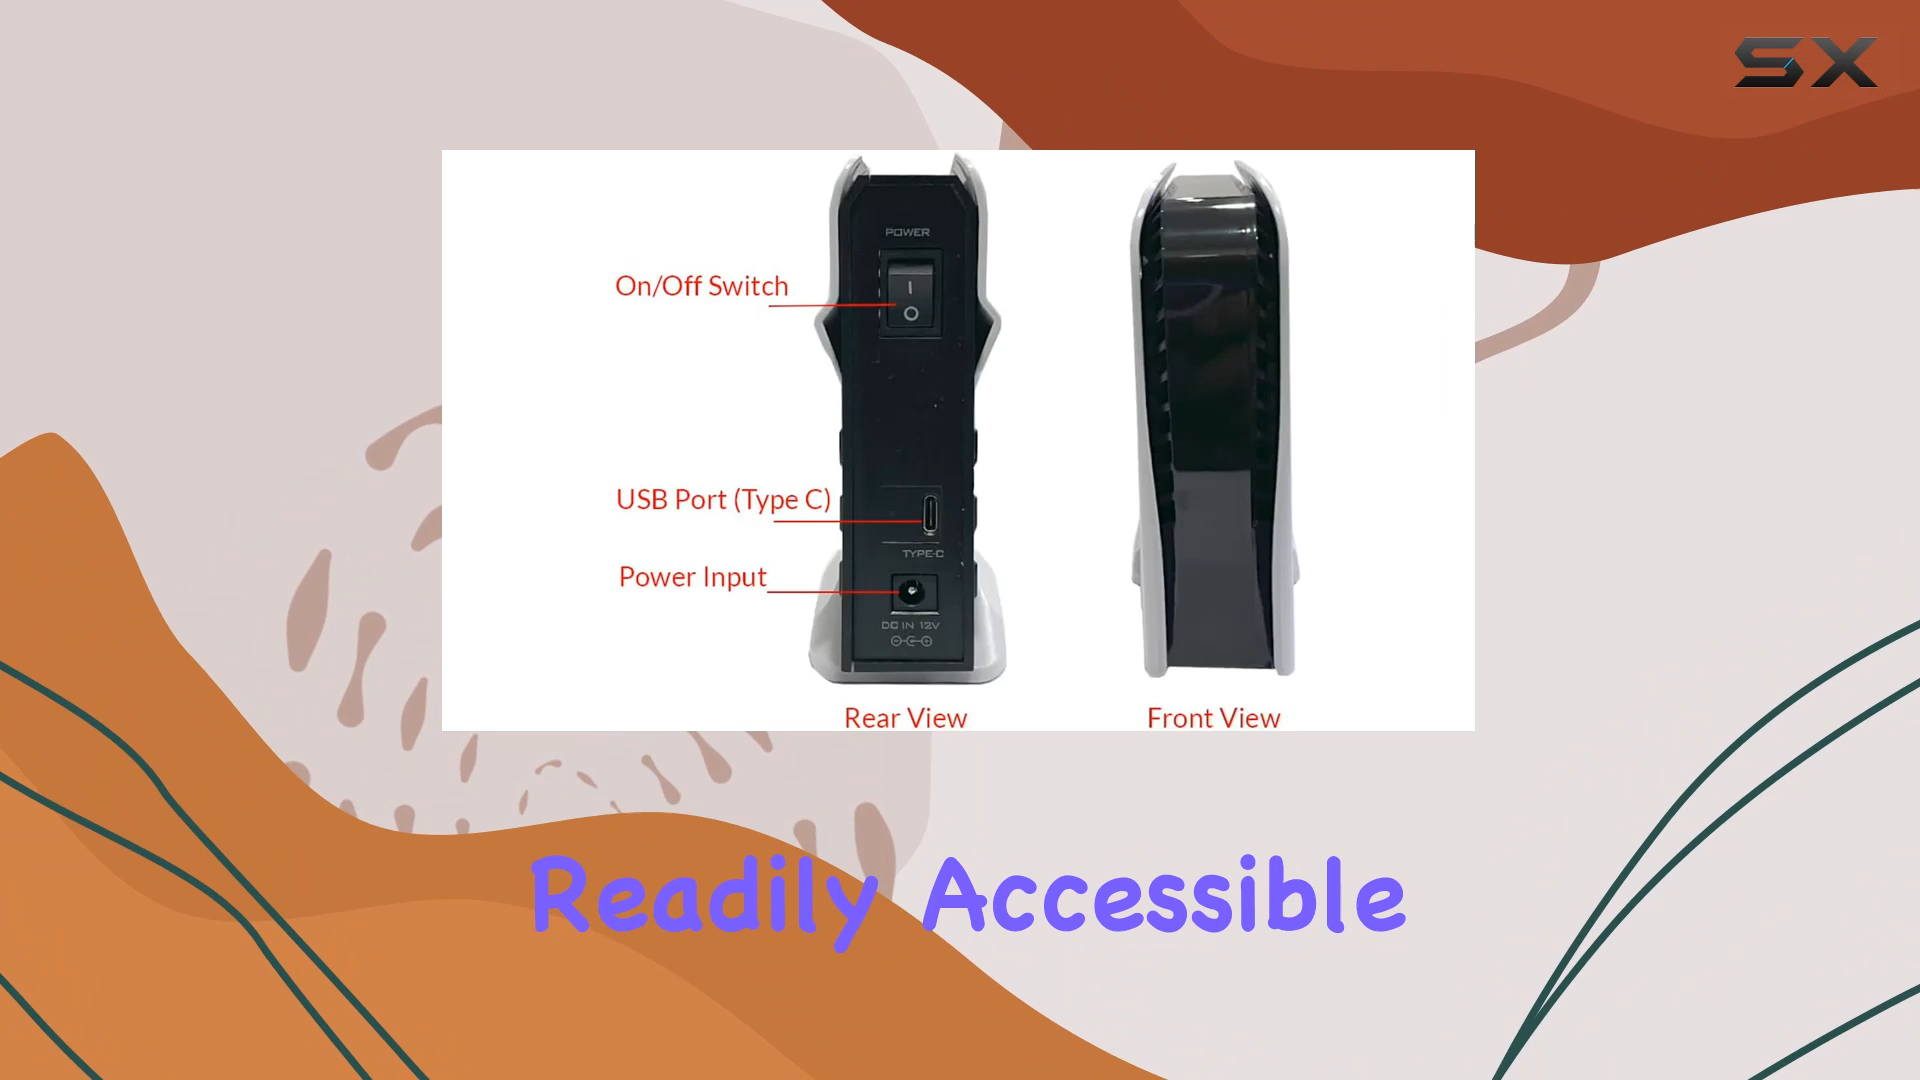 SX
POWER
On/Off Switch
USB Port (Type C)
TYPE-C
Power Input
DC IN 12V
Rear View
Front View
Readily Accessible